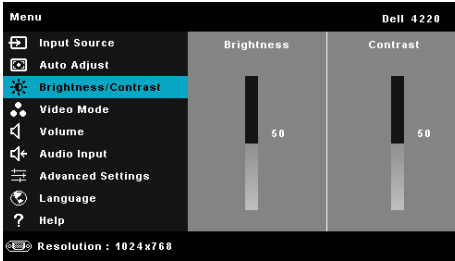 Menu Dell 4220
Input Source
Auto Adjust
Brightness/Contrast
Video Mode
Volume
Audio Input
Advanced Settings
Language
? Help
Resolution : 1024x768
Brightness Contrast
50 50